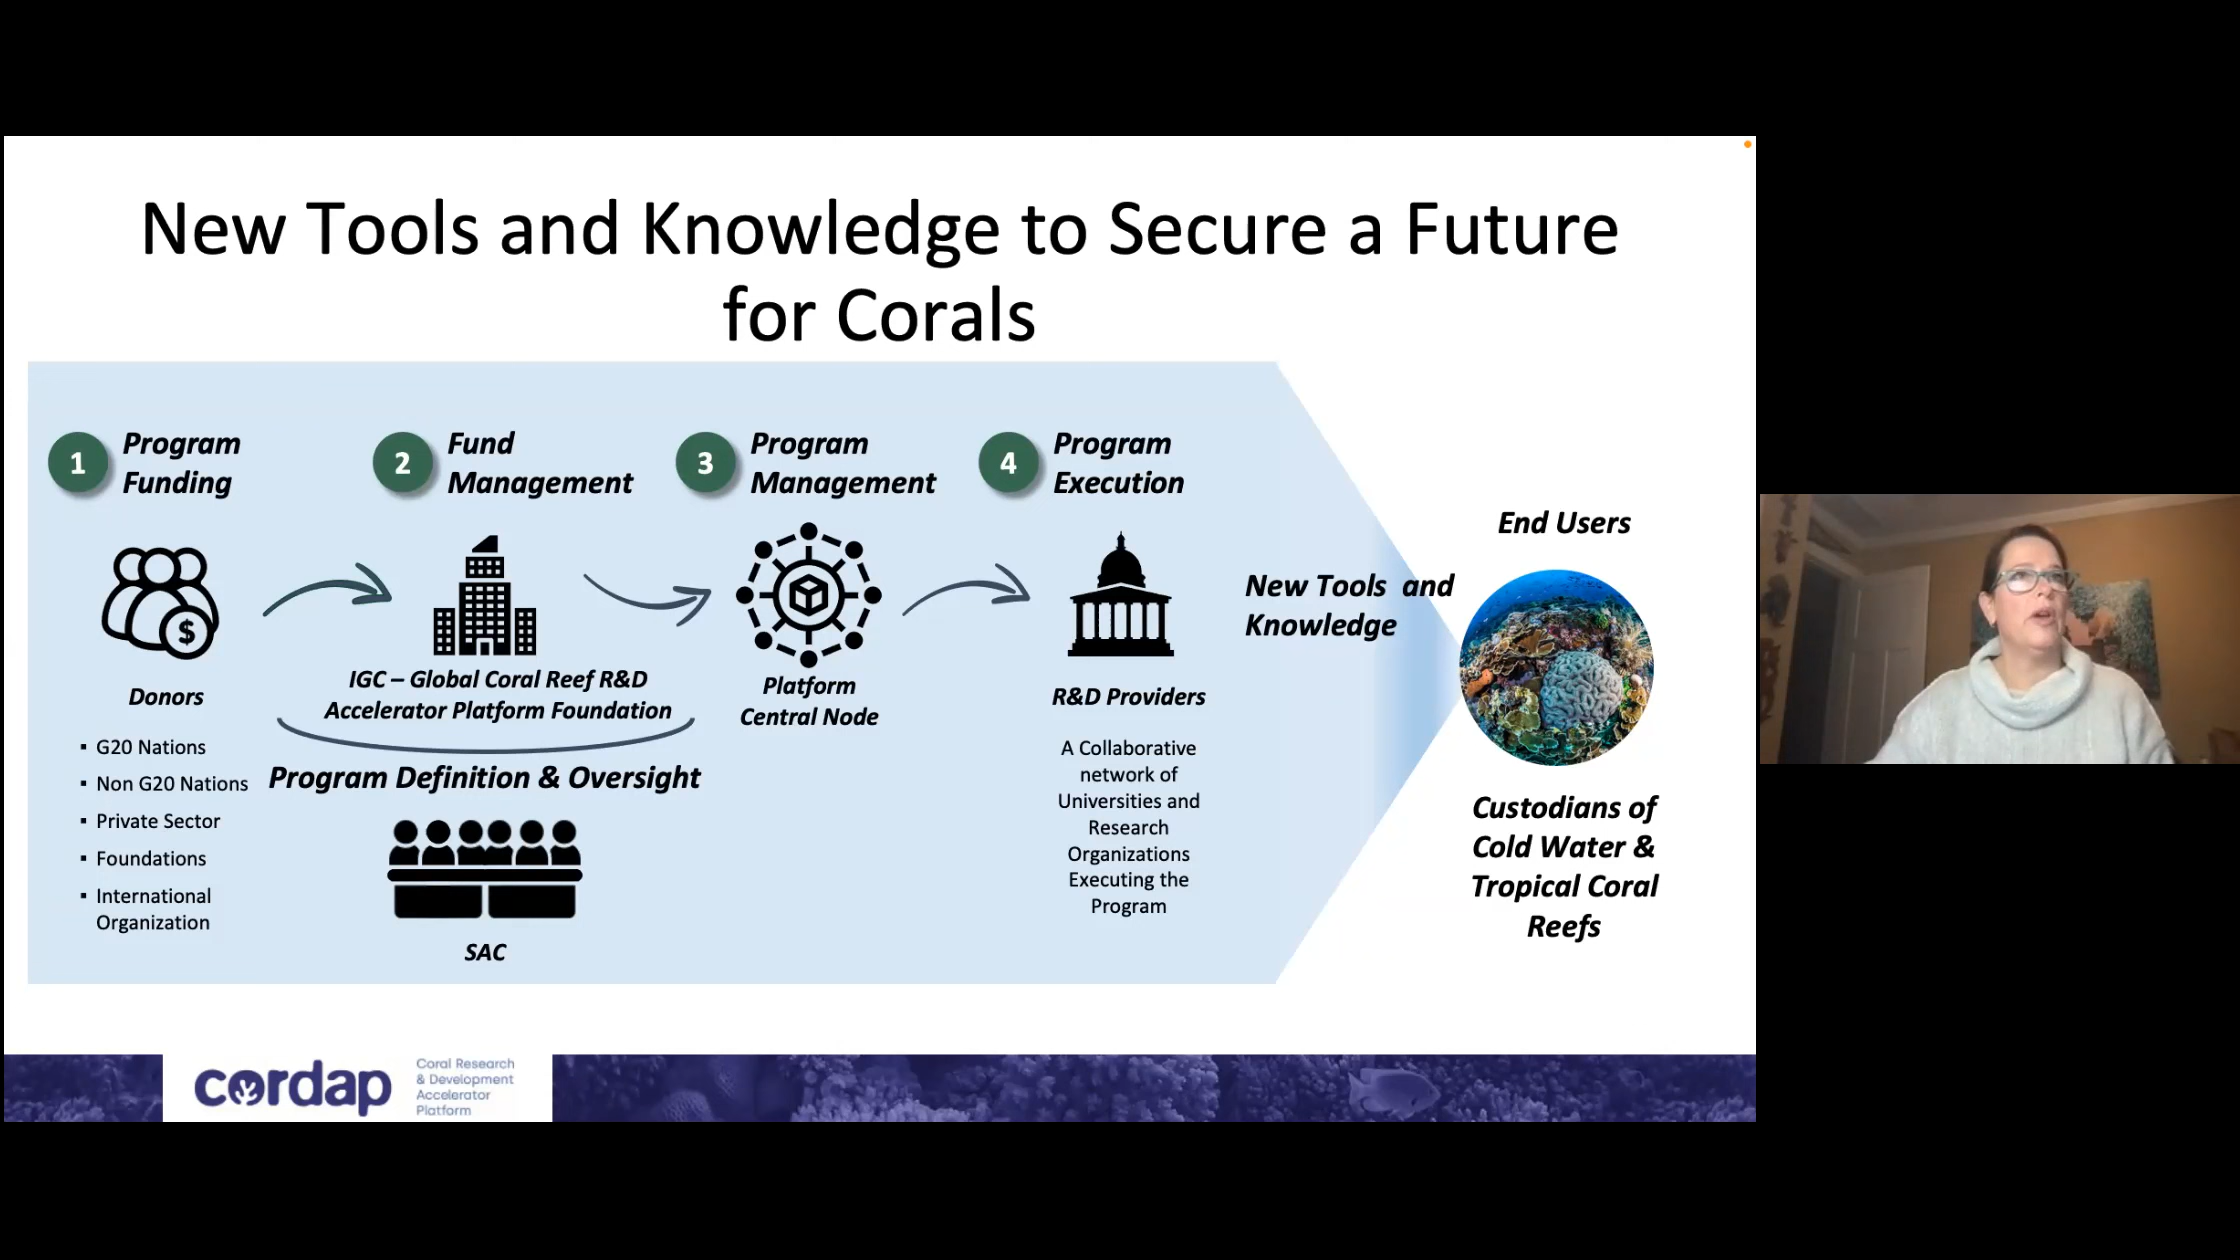 New Tools and Knowledge to Secure a Future
for Corals
1
Program
Funding
2
Fund
Management
3
Program
Management
4
Program
Execution
$
Donors
▪ G20 Nations
▪ Non G20 Nations
▪ Private Sector
▪ Foundations
▪ International
Organization
IGC – Global Coral Reef R&D
Accelerator Platform Foundation
Program Definition & Oversight
SAC
Platform
Central Node
R&D Providers
A Collaborative
network of
Universities and
Research
Organizations
Executing the
Program
New Tools and
Knowledge
End Users
Custodians of
Cold Water &
Tropical Coral
Reefs
cordap
Coral Research
& Development
Accelerator
Platform